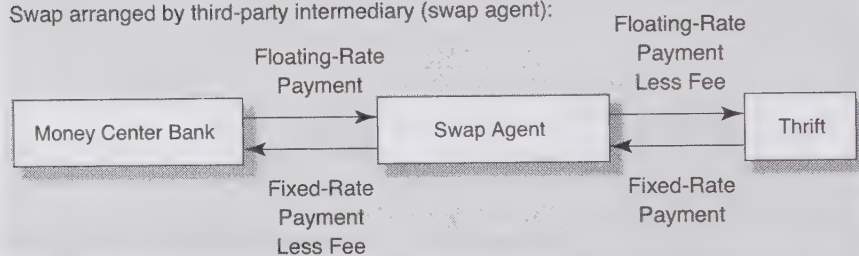 Swap arranged by third-party intermediary (swap agent):
Floating-Rate
Payment
Floating-Rate
Payment
Less Fee
Money Center Bank
Swap Agent
Thrift
Fixed-Rate
Payment
Less Fee
Fixed-Rate
Payment